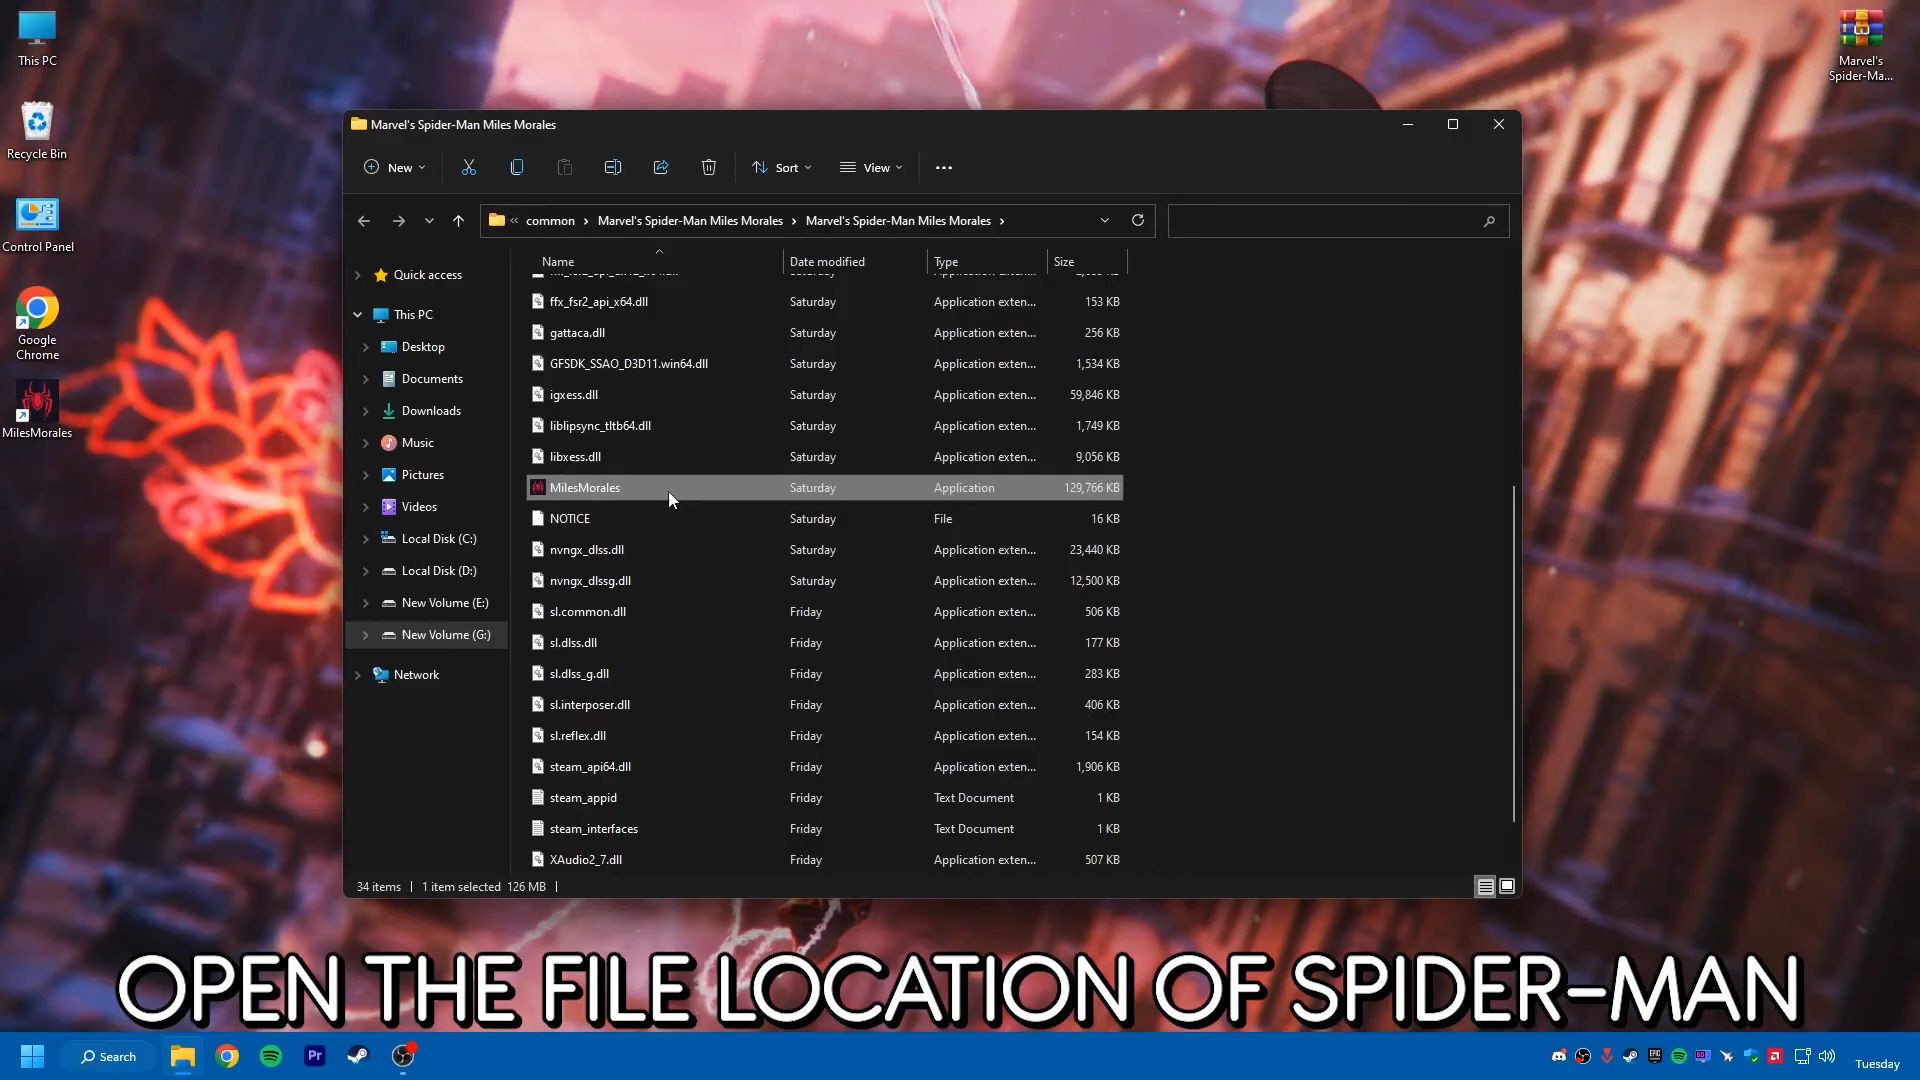 This PC
Recycle Bin
Control Panel
Google
Chrome
MilesMorales
Marvel's
Spider-Ma...
Marvel's Spider-Man Miles Morales
New
Sort
View
« common › Marvel's Spider-Man Miles Morales › Marvel's Spider-Man Miles Morales ›
Quick access
This PC
Desktop
Documents
Downloads
Music
Pictures
Videos
Local Disk (C:)
Local Disk (D:)
New Volume (E:)
New Volume (G:)
Network
Name Date modified Type Size
ffx_fsr2_api_x64.dll Saturday Application exten... 153 KB
gattaca.dll Saturday Application exten... 256 KB
GFSDK_SSAO_D3D11.win64.dll Saturday Application exten... 1,534 KB
igxess.dll Saturday Application exten... 59,846 KB
liblipsync_tltb64.dll Saturday Application exten... 1,749 KB
libxess.dll Saturday Application exten... 9,056 KB
MilesMorales Saturday Application 129,766 KB
NOTICE Saturday File 16 KB
nvngx_dlss.dll Saturday Application exten... 23,440 KB
nvngx_dlssg.dll Saturday Application exten... 12,500 KB
sl.common.dll Friday Application exten... 506 KB
sl.dlss.dll Friday Application exten... 177 KB
sl.dlss_g.dll Friday Application exten... 283 KB
sl.interposer.dll Friday Application exten... 406 KB
sl.reflex.dll Friday Application exten... 154 KB
steam_api64.dll Friday Application exten... 1,906 KB
steam_appid Friday Text Document 1 KB
steam_interfaces Friday Text Document 1 KB
XAudio2_7.dll Friday Application exten... 507 KB
34 items 1 item selected 126 MB
OPEN THE FILE LOCATION OF SPIDER-MAN
Search
Pr
Tuesday